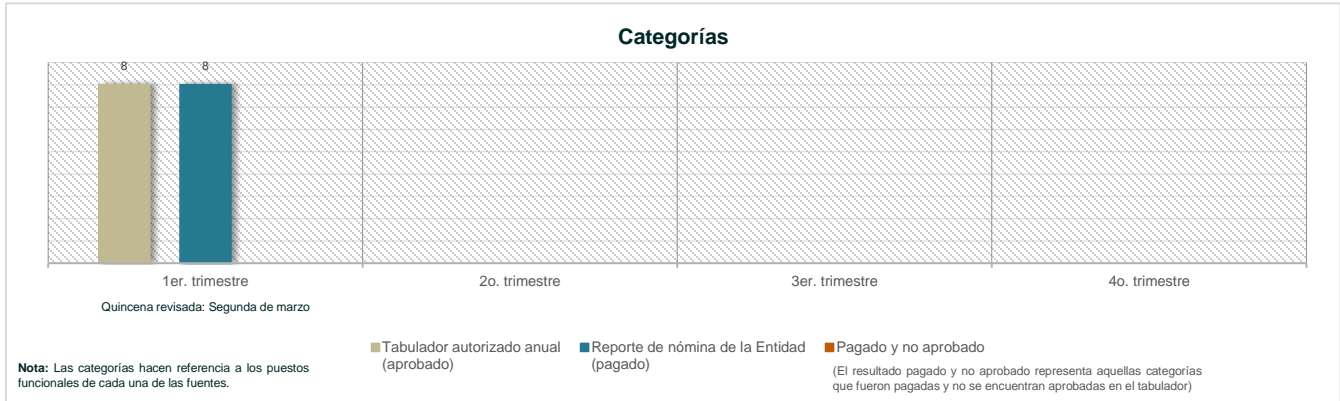 Categorías
8 8
1er. trimestre 2o. trimestre 3er. trimestre 4o. trimestre
Quincena revisada: Segunda de marzo
Tabulador autorizado anual (aprobado)
Reporte de nómina de la Entidad (pagado)
Pagado y no aprobado
(El resultado pagado y no aprobado representa aquellas categorías
que fueron pagadas y no se encuentran aprobadas en el tabulador)
Nota: Las categorías hacen referencia a los puestos
funcionales de cada una de las fuentes.